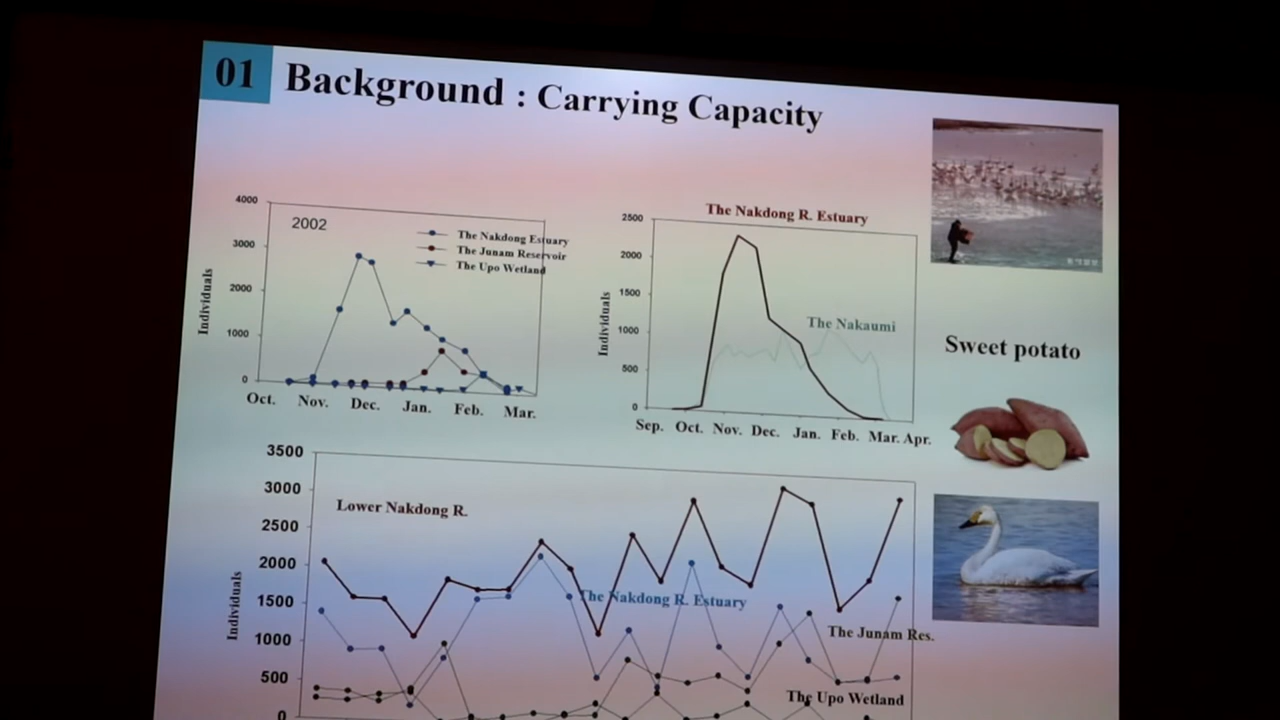 01 Background : Carrying Capacity
4000
3000
2000
1000
0
Individuals
2002
The Nakdong Estuary
The Junam Reservoir
The Upo Wetland
Oct. Nov. Dec. Jan. Feb. Mar.
The Nakdong R. Estuary
2500
2000
1500
1000
500
0
Individuals
The Nakaumi
Sep. Oct. Nov. Dec. Jan. Feb. Mar. Apr.
Sweet potato
3500
3000
2500
2000
1500
1000
500
0
Individuals
Lower Nakdong R.
The Nakdong R. Estuary
The Junam Res.
The Upo Wetland